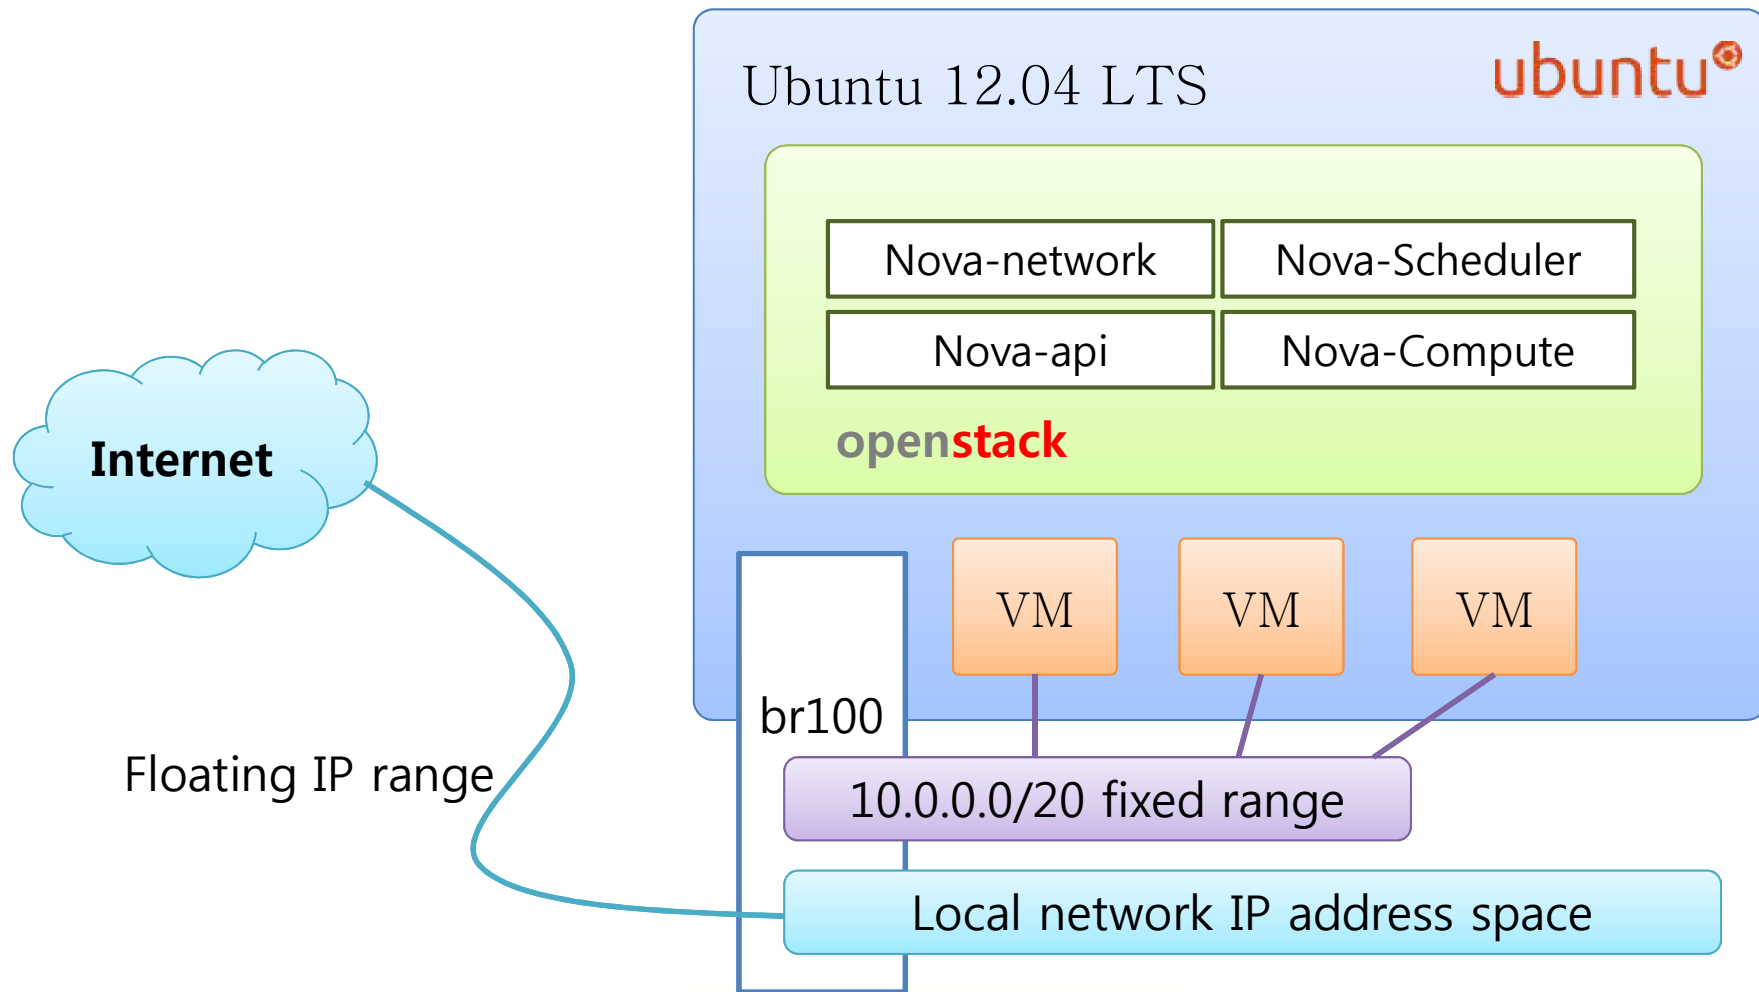 Ubuntu 12.04 LTS
ubuntu
Nova-network
Nova-Scheduler
Nova-api
Nova-Compute
openstack
Internet
VM
VM
VM
br100
Floating IP range
10.0.0.0/20 fixed range
Local network IP address space